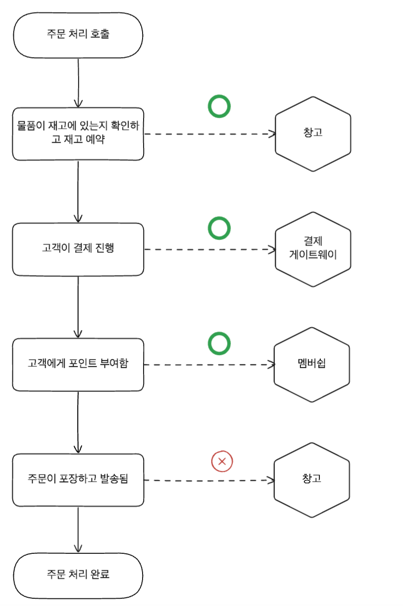 주문 처리 호출
물품이 재고에 있는지 확인하
고 재고 예약
창고
고객이 결제 진행
결제
게이트웨이
고객에게 포인트 부여함
멤버쉽
주문이 포장하고 발송됨
창고
주문 처리 완료